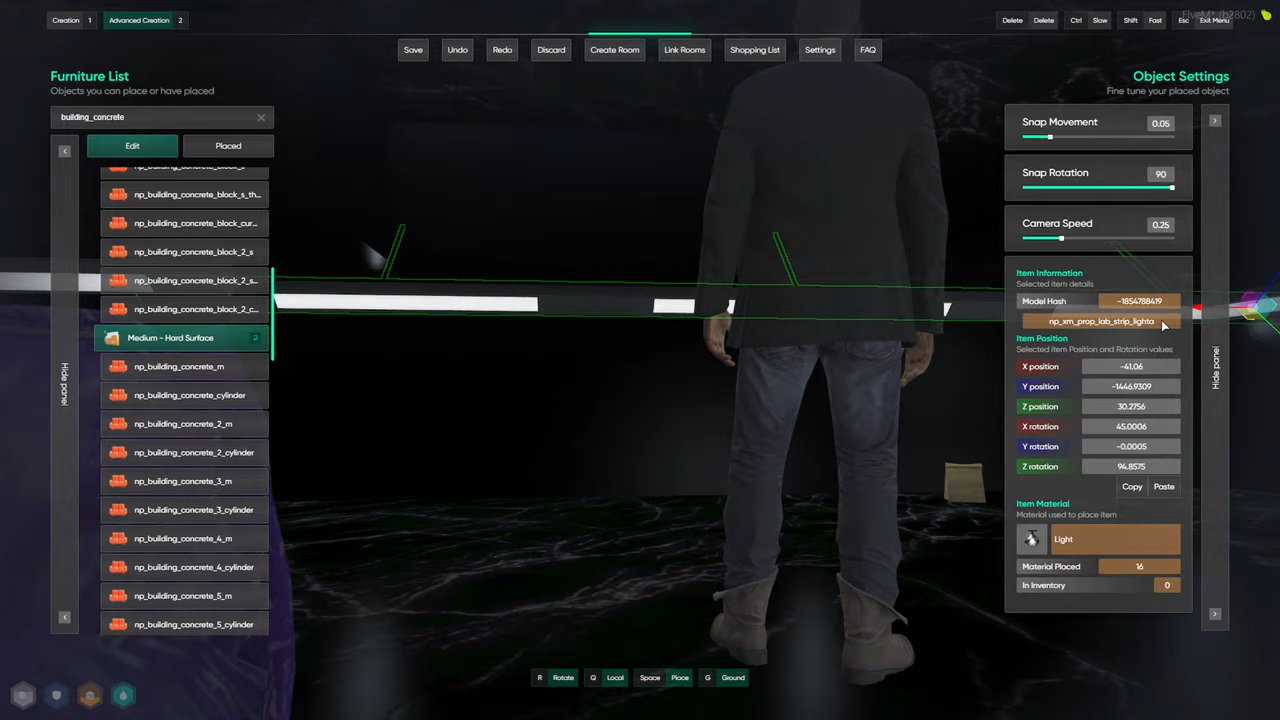 Creation 1
Advanced Creation 2
FiveM* (b2802)
Delete Delete
Ctrl Slow
Shift Fast
Esc Exit Menu
Save
Undo
Redo
Discard
Create Room
Link Rooms
Shopping List
Settings
FAQ
Furniture List
Objects you can place or have placed
building_concrete
Edit
Placed
Hide panel
np_building_concrete_block_s_th...
np_building_concrete_block_cur...
np_building_concrete_block_2_s
np_building_concrete_block_2_s...
np_building_concrete_block_2_c...
Medium - Hard Surface
np_building_concrete_m
np_building_concrete_cylinder
np_building_concrete_2_m
np_building_concrete_2_cylinder
np_building_concrete_3_m
np_building_concrete_3_cylinder
np_building_concrete_4_m
np_building_concrete_4_cylinder
np_building_concrete_5_m
np_building_concrete_5_cylinder
Object Settings
Fine tune your placed object
Snap Movement 0.05
Snap Rotation 90
Camera Speed 0.25
Item Information
Selected item details
Model Hash -1854788419
np_xm_prop_lab_strip_lighta
Item Position
Selected item Position and Rotation values
X position -41.06
Y position -1446.9309
Z position 30.2756
X rotation 45.0006
Y rotation -0.0005
Z rotation 94.8575
Copy Paste
Item Material
Material used to place item
Light
Material Placed 16
In Inventory 0
Hide panel
R Rotate
Q Local
Space Place
G Ground